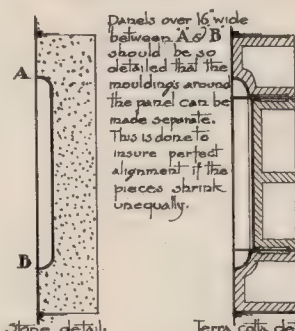 Panels over 16" wide
between "A & B"
should be so
detailed that the
mouldings around
the panel can be
made separate.
This is done to
insure perfect
alignment if the
pieces shrink
unequally.
A
B
Stone detail.
Terra cotta